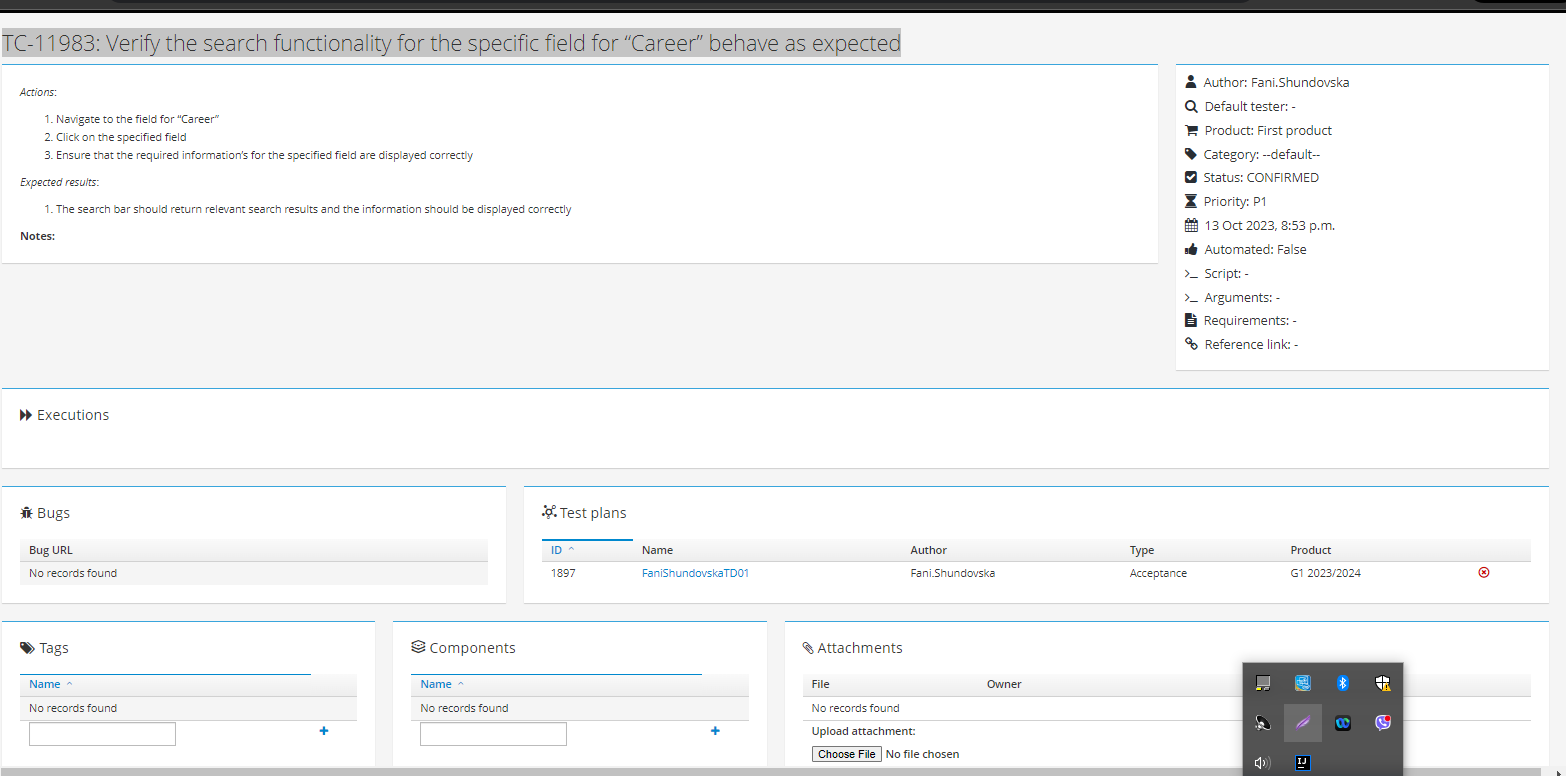 TC-11983: Verify the search functionality for the specific field for “Career” behave as expected
Actions:
1. Navigate to the field for “Career”
2. Click on the specified field
3. Ensure that the required information’s for the specified field are displayed correctly
Expected results:
1. The search bar should return relevant search results and the information should be displayed correctly
Notes:
Author: Fani.Shundovska
Default tester: -
Product: First product
Category: --default--
Status: CONFIRMED
Priority: P1
13 Oct 2023, 8:53 p.m.
Automated: False
Script: -
Arguments: -
Requirements: -
Reference link: -
Executions
Bugs
Bug URL
No records found
Test plans
ID Name Author Type Product
1897 FaniShundovskaTD01 Fani.Shundovska Acceptance G1 2023/2024
Tags
Name
No records found
Components
Name
No records found
Attachments
File Owner
No records found
Upload attachment:
Choose File No file chosen
IJ